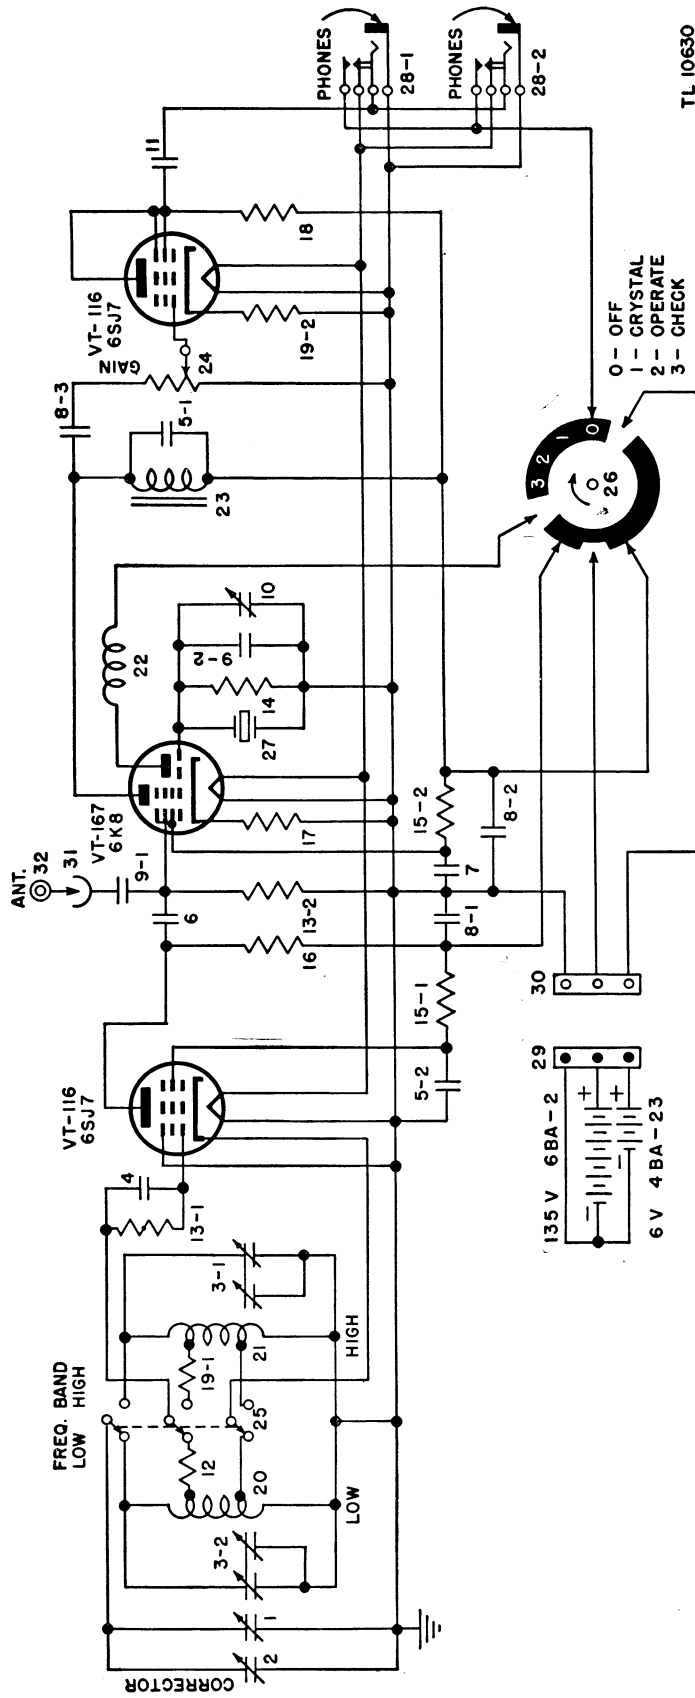 FREQ. BAND
LOW HIGH
CORRECTOR
2
1
3-2
LOW
20
12
25
19-1
21
HIGH
3-1
13-1
4
VT-116
6SJ7
5-2
15-1
16
6
ANT.
32
31
9-1
13-2
8-1
7
VT-167
6K8
17
15-2
8-2
22
27
14
9-2
10
8-3
23
5-1
GAIN
24
VT-116
6SJ7
19-2
18
11
PHONES
28-1
PHONES
28-2
29
30
135 V 6BA-2
6 V 4BA-23
+
+
3 2 1 0
26
0 - OFF
1 - CRYSTAL
2 - OPERATE
3 - CHECK
TL 10630